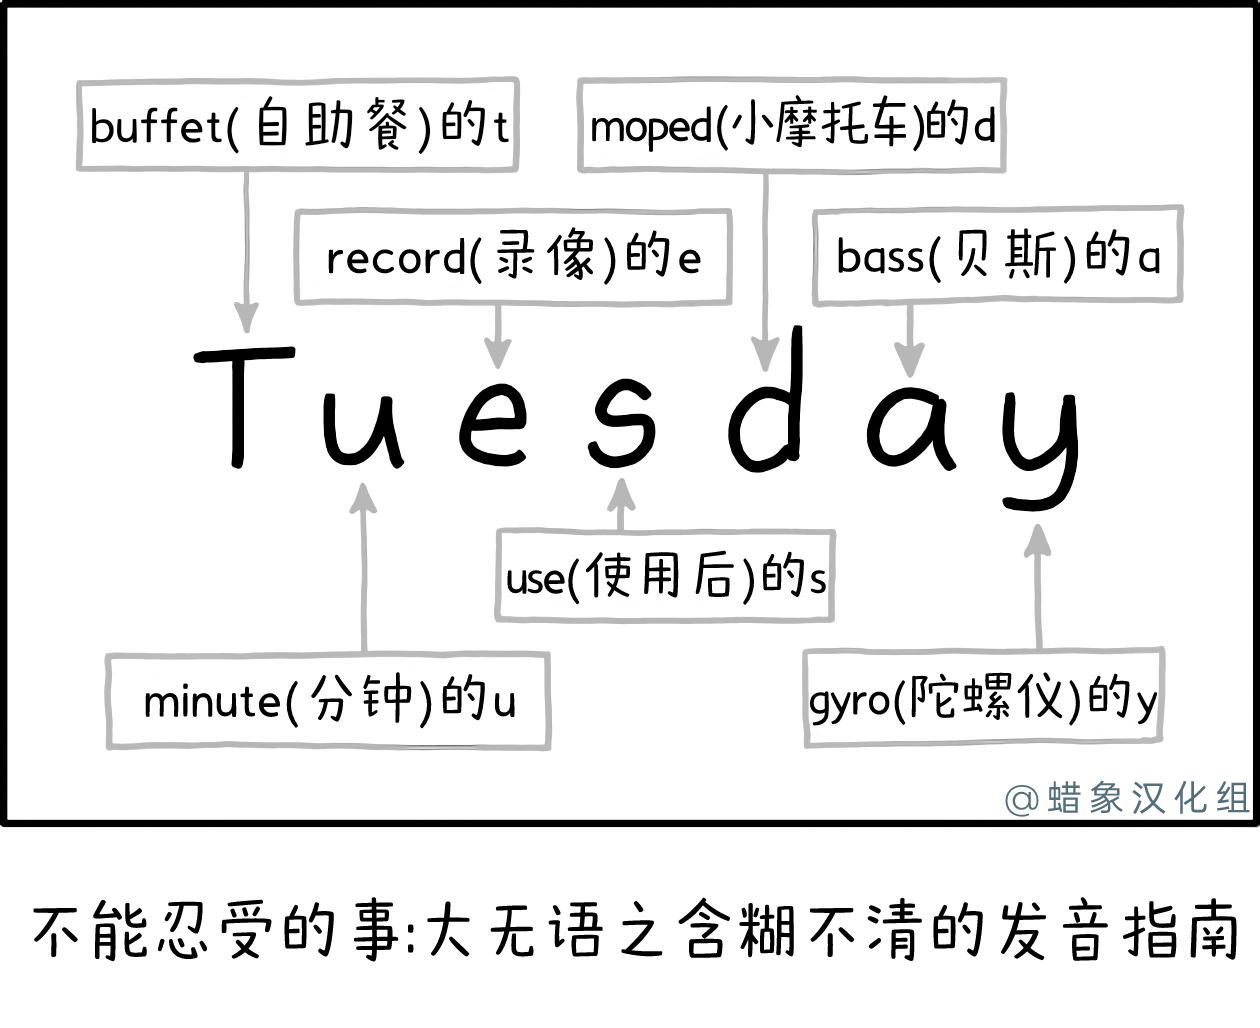 buffet(自助餐)的t
moped(小摩托车)的d
record(录像)的e
bass(贝斯)的a
Tuesday
use(使用后)的s
minute(分钟)的u
gyro(陀螺仪)的y
@蜡象汉化组
不能忍受的事:大无语之含糊不清的发音指南